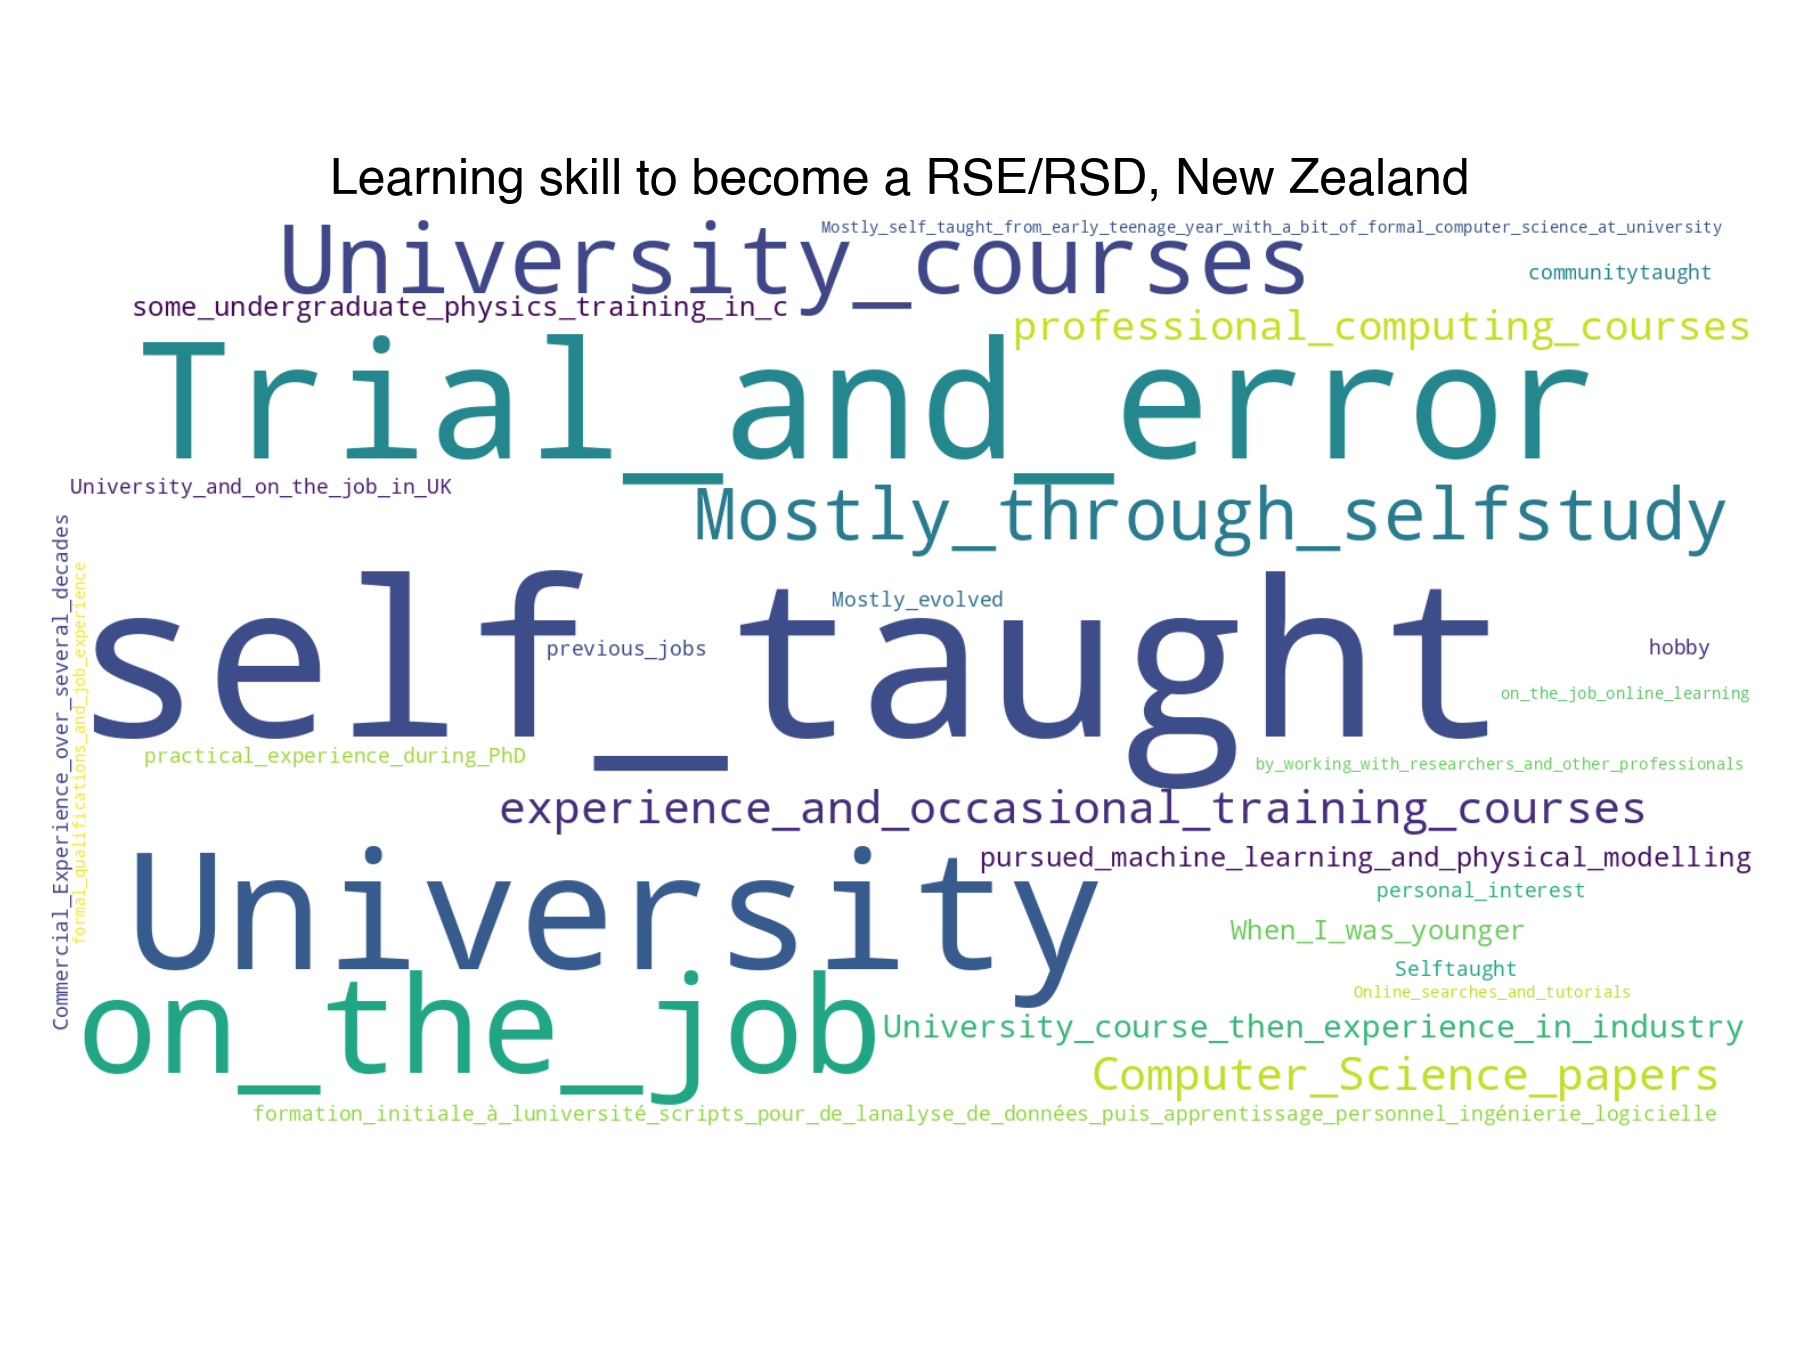 Learning skill to become a RSE/RSD, New Zealand
Mostly_self_taught_from_early_teenage_year_with_a_bit_of_formal_computer_science_at_university
University_courses
communitytaught
some_undergraduate_physics_training_in_c
professional_computing_courses
Trial_and_error
University_and_on_the_job_in_UK
Mostly_through_selfstudy
Commercial_Experience_over_several_decades
formal_qualifications_and_job_experience
self_taught
Mostly_evolved
previous_jobs
hobby
on_the_job_online_learning
practical_experience_during_PhD
by_working_with_researchers_and_other_professionals
experience_and_occasional_training_courses
University
pursued_machine_learning_and_physical_modelling
personal_interest
When_I_was_younger
Selftaught
Online_searches_and_tutorials
on_the_job
University_course_then_experience_in_industry
Computer_Science_papers
formation_initiale_à_luniversité_scripts_pour_de_lanalyse_de_données_puis_apprentissage_personnel_ingénierie_logicielle